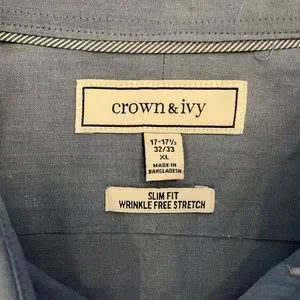 crown & ivy
17-17½
32/33
XL
MADE IN
BANGLADESH
SLIM FIT
WRINKLE FREE STRETCH